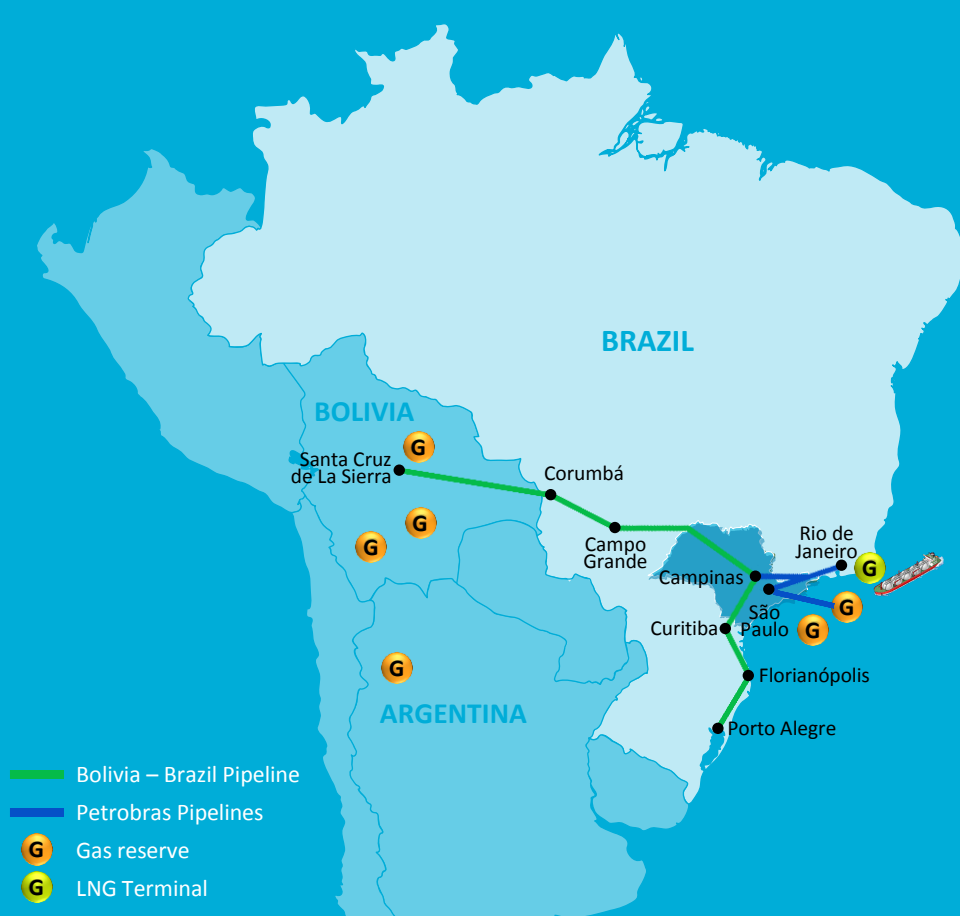 BRAZIL
BOLIVIA
G
Santa Cruz
de La Sierra
Corumbá
G
G
Campo
Grande
Rio de
Janeiro
G
Campinas
São
Paulo
G
G
Curitiba
G
Florianópolis
ARGENTINA
Porto Alegre
Bolivia – Brazil Pipeline
Petrobras Pipelines
G Gas reserve
G LNG Terminal